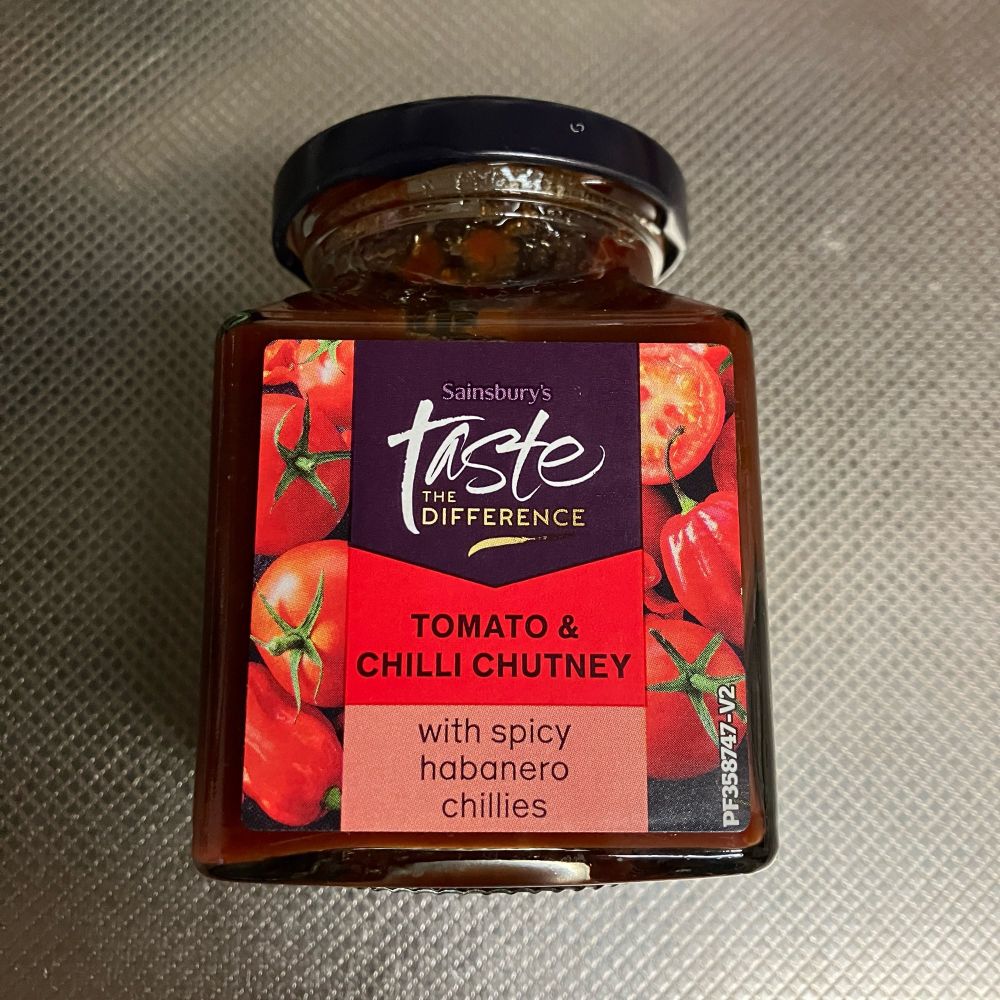 Sainsbury's
taste
THE
DIFFERENCE
TOMATO &
CHILLI CHUTNEY
with spicy
habanero
chillies
PF358747-V2